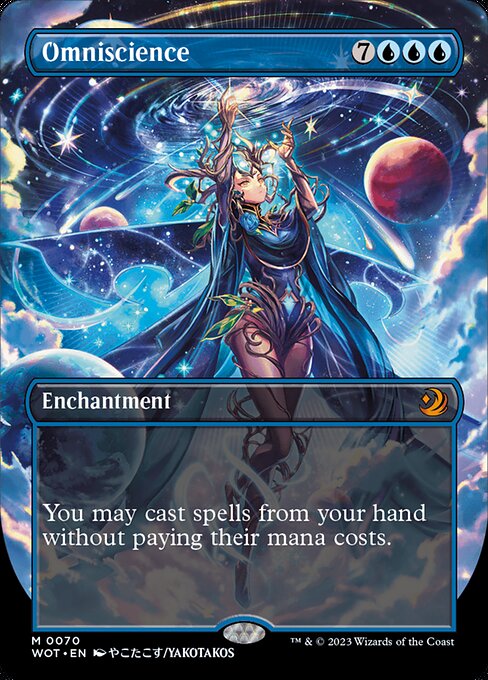 Omniscience 7
Enchantment
You may cast spells from your hand
without paying their mana costs.
M 0070
WOT • EN やこたこす/YAKOTAKOS
™ & © 2023 Wizards of the Coast